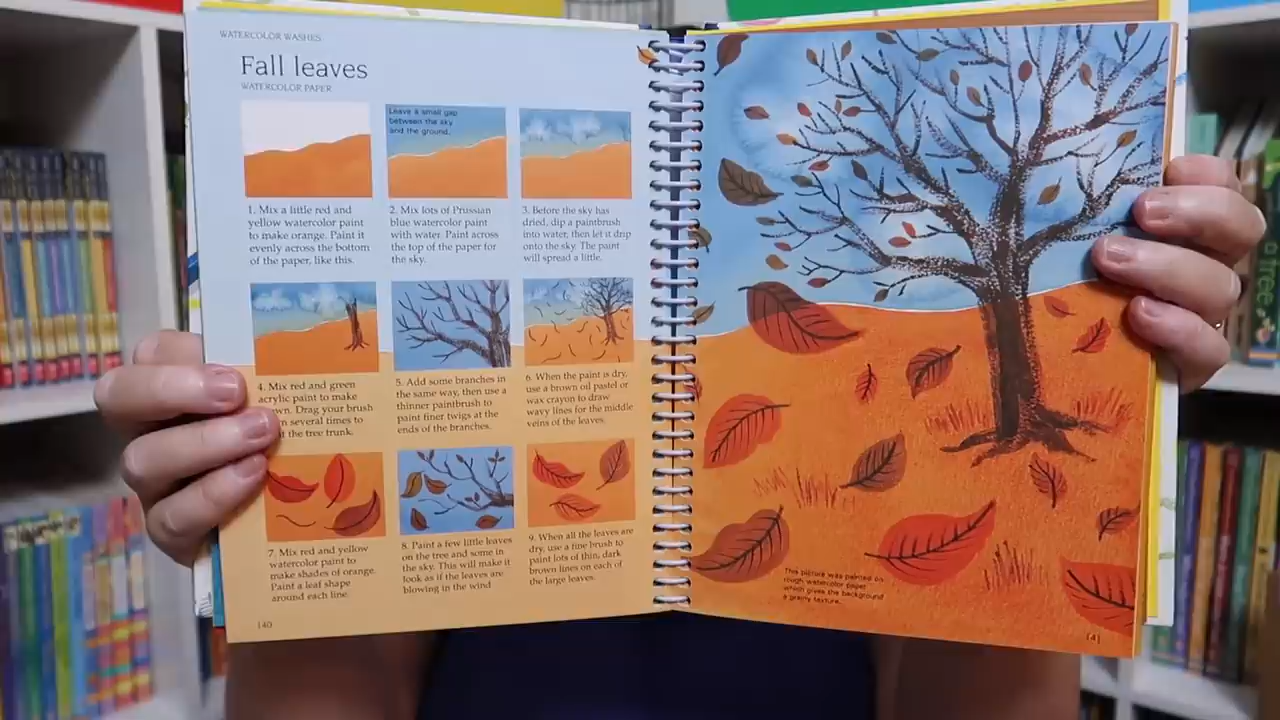 WATERCOLOR WASHES
Fall leaves
WATERCOLOR PAPER
Leave a small gap
between the sky
and the ground.
1. Mix a little red and
yellow watercolor paint
to make orange. Paint it
evenly across the bottom
of the paper, like this.
2. Mix lots of Prussian
blue watercolor paint
with water. Paint across
the top of the paper for
the sky.
3. Before the sky has
dried, dip a paintbrush
into water, then let it drip
onto the sky. The paint
will spread a little.
4. Mix red and green
acrylic paint to make
wn. Drag your brush
n several times to
t the tree trunk.
5. Add some branches in
the same way, then use a
thinner paintbrush to
paint finer twigs at the
ends of the branches.
6. When the paint is dry,
use a brown oil pastel or
wax crayon to draw
wavy lines for the middle
veins of the leaves.
7. Mix red and yellow
watercolor paint to
make shades of orange.
Paint a leaf shape
around each line.
8. Paint a few little leaves
on the tree and some in
the sky. This will make it
look as if the leaves are
blowing in the wind
9. When all the leaves are
dry, use a fine brush to
paint lots of thin, dark
brown lines on each of
the large leaves.
140
This picture was painted on
rough watercolor paper
which gives the background
a grainy texture.
141
o free